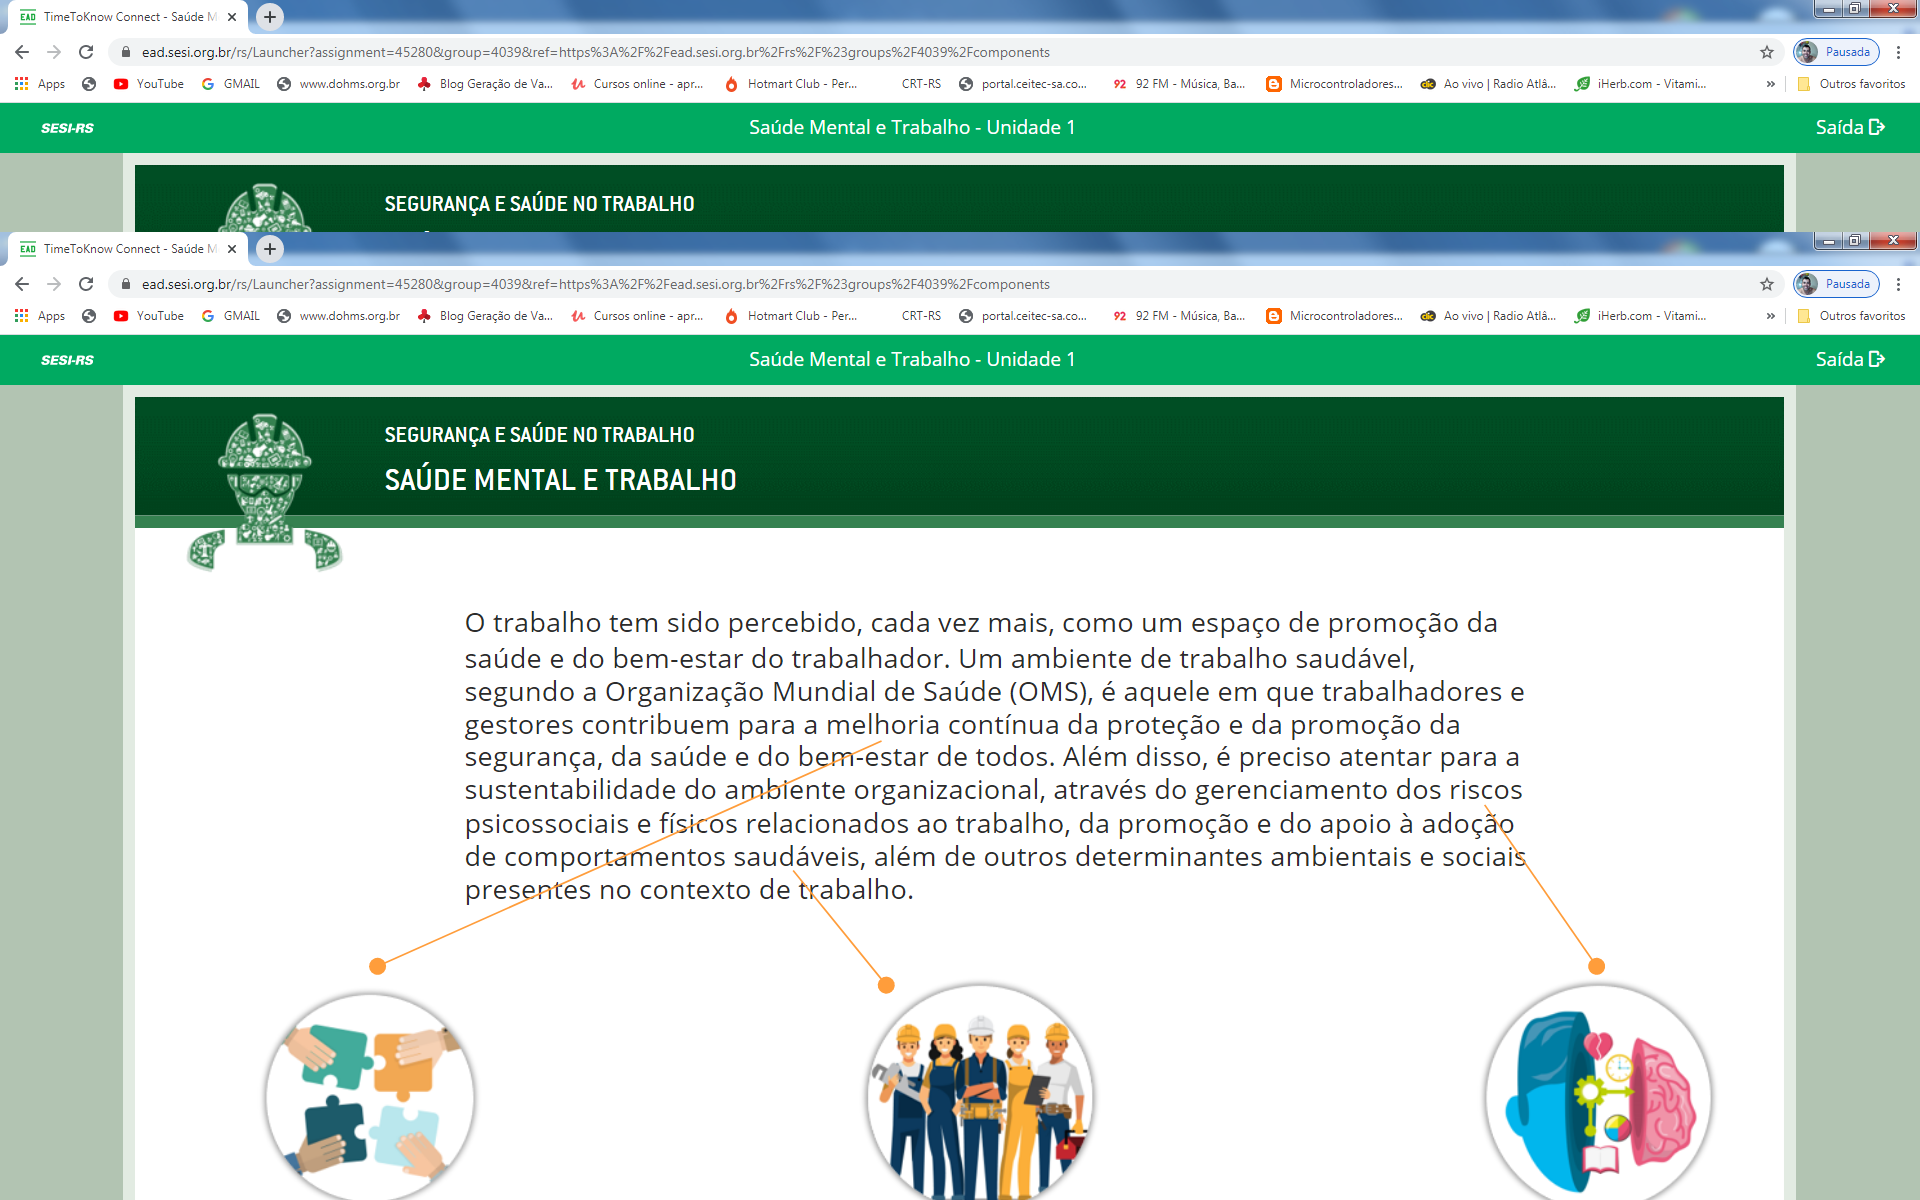 EAD TimeToKnow Connect - Saúde M
ead.sesi.org.br/rs/Launcher?assignment=45280&group=4039&ref=https%3A%2F%2Fead.sesi.org.br%2Frs%2F%23groups%2F4039%2Fcomponents Pausada
Apps YouTube GMAIL www.dohms.org.br Blog Geração de Va... Cursos online - apr... Hotmart Club - Per... CRT-RS portal.ceitec-sa.co... 92 92 FM - Música, Ba... Microcontroladores... Ao vivo | Radio Atlâ... iHerb.com - Vitami... » Outros favoritos
SESI-RS Saúde Mental e Trabalho - Unidade 1 Saída
SEGURANÇA E SAÚDE NO TRABALHO
EAD TimeToKnow Connect - Saúde M
ead.sesi.org.br/rs/Launcher?assignment=45280&group=4039&ref=https%3A%2F%2Fead.sesi.org.br%2Frs%2F%23groups%2F4039%2Fcomponents Pausada
Apps YouTube GMAIL www.dohms.org.br Blog Geração de Va... Cursos online - apr... Hotmart Club - Per... CRT-RS portal.ceitec-sa.co... 92 92 FM - Música, Ba... Microcontroladores... Ao vivo | Radio Atlâ... iHerb.com - Vitami... » Outros favoritos
SESI-RS Saúde Mental e Trabalho - Unidade 1 Saída
SEGURANÇA E SAÚDE NO TRABALHO
SAÚDE MENTAL E TRABALHO
O trabalho tem sido percebido, cada vez mais, como um espaço de promoção da
saúde e do bem-estar do trabalhador. Um ambiente de trabalho saudável,
segundo a Organização Mundial de Saúde (OMS), é aquele em que trabalhadores e
gestores contribuem para a melhoria contínua da proteção e da promoção da
segurança, da saúde e do bem-estar de todos. Além disso, é preciso atentar para a
sustentabilidade do ambiente organizacional, através do gerenciamento dos riscos
psicossociais e físicos relacionados ao trabalho, da promoção e do apoio à adoção
de comportamentos saudáveis, além de outros determinantes ambientais e sociais
presentes no contexto de trabalho.